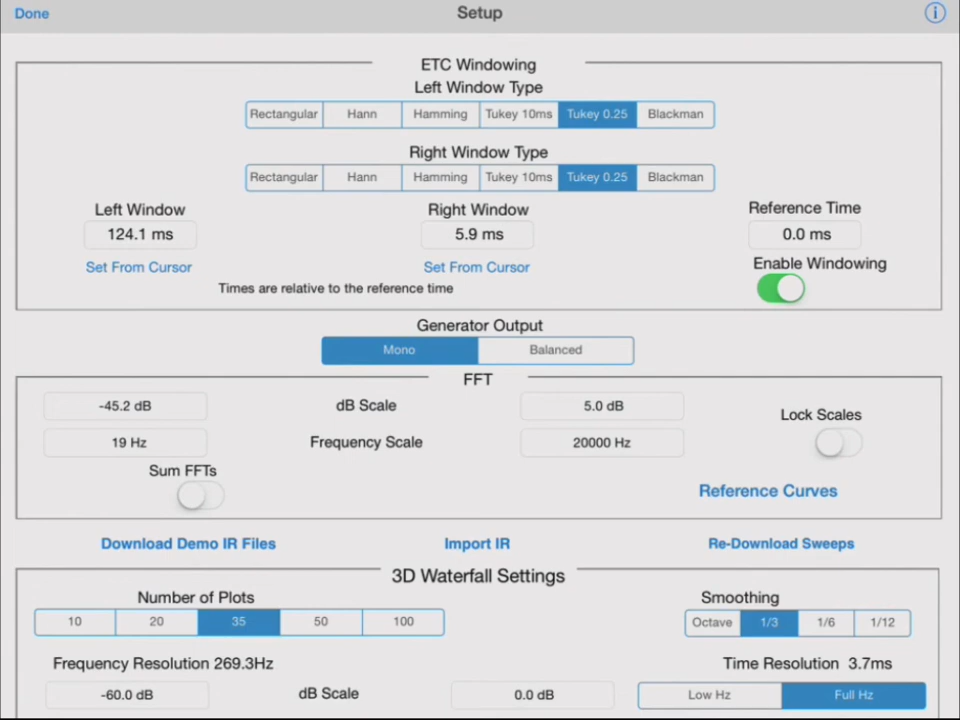 Done
Setup
i
ETC Windowing
Left Window Type
Rectangular Hann Hamming Tukey 10ms Tukey 0.25 Blackman
Right Window Type
Rectangular Hann Hamming Tukey 10ms Tukey 0.25 Blackman
Left Window Right Window Reference Time
124.1 ms 5.9 ms 0.0 ms
Set From Cursor Set From Cursor Enable Windowing
Times are relative to the reference time
Generator Output
Mono Balanced
FFT
-45.2 dB dB Scale 5.0 dB Lock Scales
19 Hz Frequency Scale 20000 Hz
Sum FFTs
Reference Curves
Download Demo IR Files Import IR Re-Download Sweeps
3D Waterfall Settings
Number of Plots Smoothing
10 20 35 50 100 Octave 1/3 1/6 1/12
Frequency Resolution 269.3Hz Time Resolution 3.7ms
-60.0 dB dB Scale 0.0 dB Low Hz Full Hz